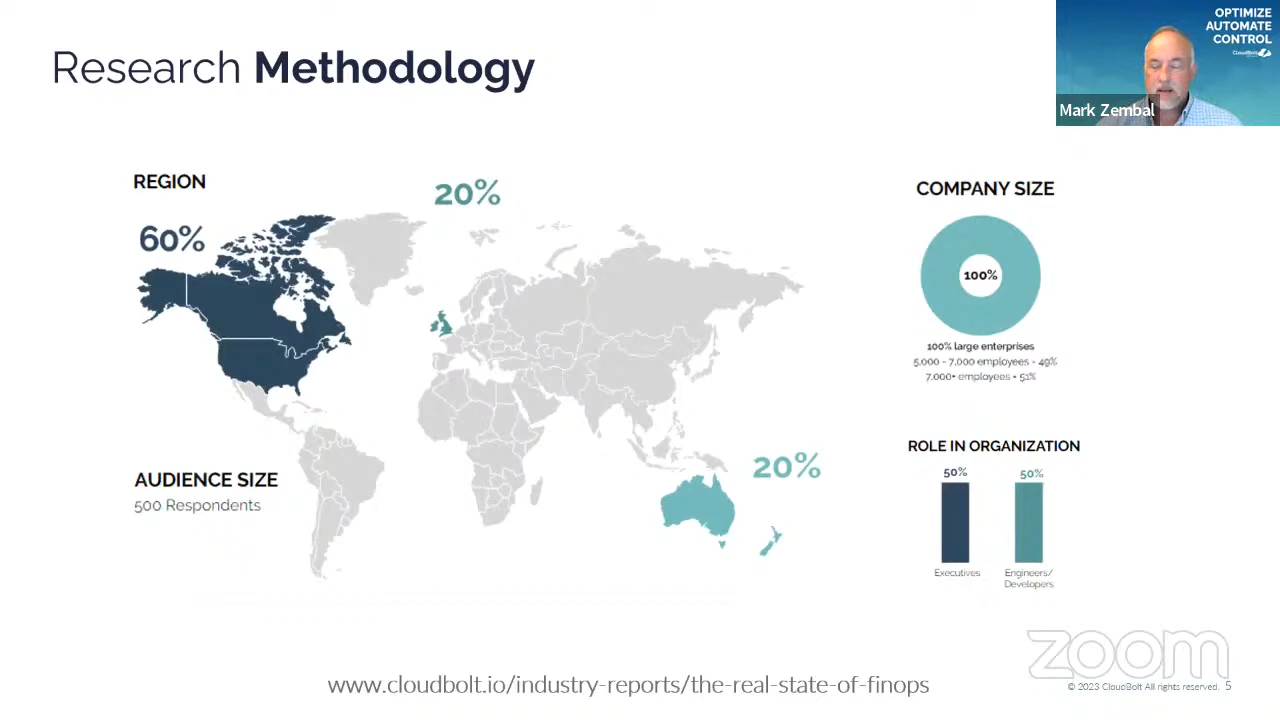 Research Methodology
OPTIMIZE
AUTOMATE
CONTROL
CloudBolt
Mark Zembal
REGION
60%
20%
20%
AUDIENCE SIZE
500 Respondents
COMPANY SIZE
100%
100% large enterprises
5,000 - 7,000 employees - 49%
7,000+ employees - 51%
ROLE IN ORGANIZATION
50%
50%
Executives
Engineers/
Developers
zoom
www.cloudbolt.io/industry-reports/the-real-state-of-finops
© 2023 CloudBolt All rights reserved. 5